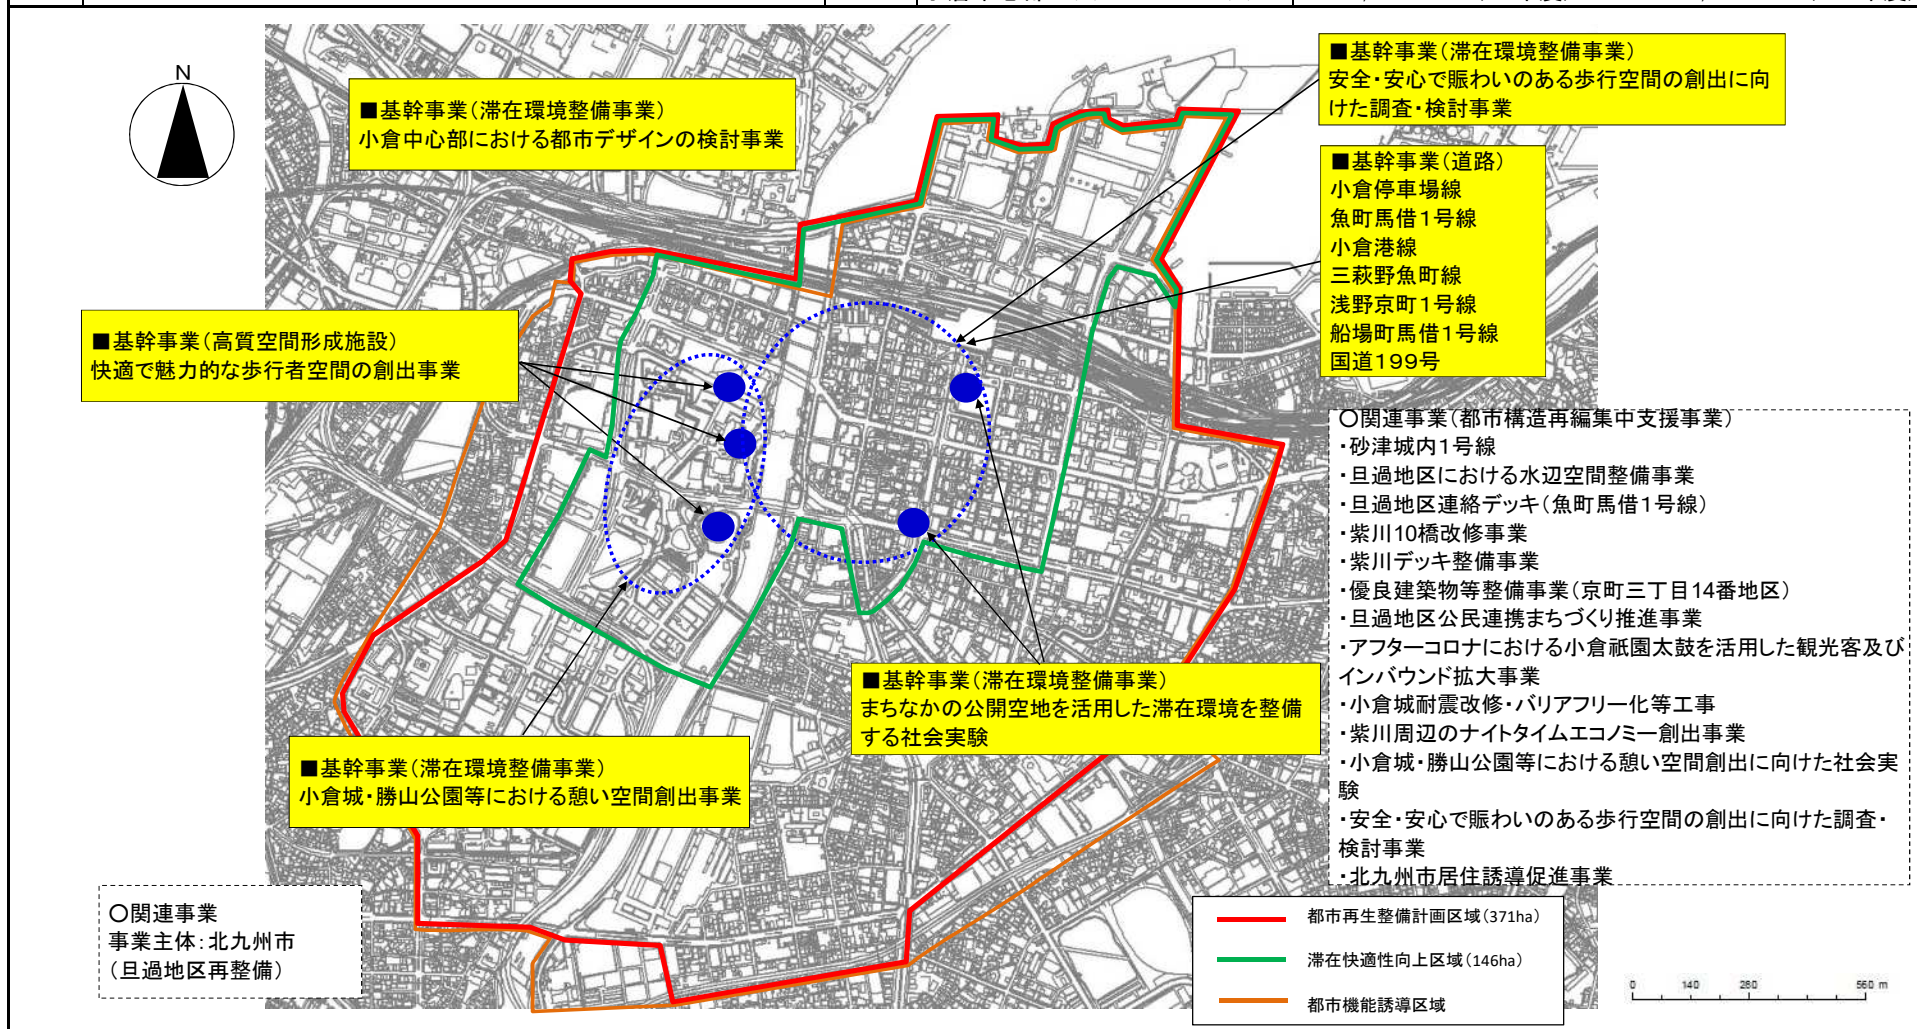 N
■基幹事業(滞在環境整備事業)
小倉中心部における都市デザインの検討事業
■基幹事業(滞在環境整備事業)
安全・安心で賑わいのある歩行空間の創出に向
けた調査・検討事業
■基幹事業(道路)
小倉停車場線
魚町馬借1号線
小倉港線
三萩野魚町線
浅野京町1号線
船場町馬借1号線
国道199号
■基幹事業(高質空間形成施設)
快適で魅力的な歩行者空間の創出事業
〇関連事業(都市構造再編集中支援事業)
・砂津城内1号線
・旦過地区における水辺空間整備事業
・旦過地区連絡デッキ(魚町馬借1号線)
・紫川10橋改修事業
・紫川デッキ整備事業
・優良建築物等整備事業(京町三丁目14番地区)
・旦過地区公民連携まちづくり推進事業
・アフターコロナにおける小倉祇園太鼓を活用した観光客及び
インバウンド拡大事業
・小倉城耐震改修・バリアフリー化等工事
・紫川周辺のナイトタイムエコノミー創出事業
・小倉城・勝山公園等における憩い空間創出に向けた社会実
験
・安全・安心で賑わいのある歩行空間の創出に向けた調査・
検討事業
・北九州市居住誘導促進事業
■基幹事業(滞在環境整備事業)
まちなかの公開空地を活用した滞在環境を整備
する社会実験
■基幹事業(滞在環境整備事業)
小倉城・勝山公園等における憩い空間創出事業
〇関連事業
事業主体:北九州市
(旦過地区再整備)
都市再生整備計画区域(371ha)
滞在快適性向上区域(146ha)
都市機能誘導区域
0 140 280 560 m